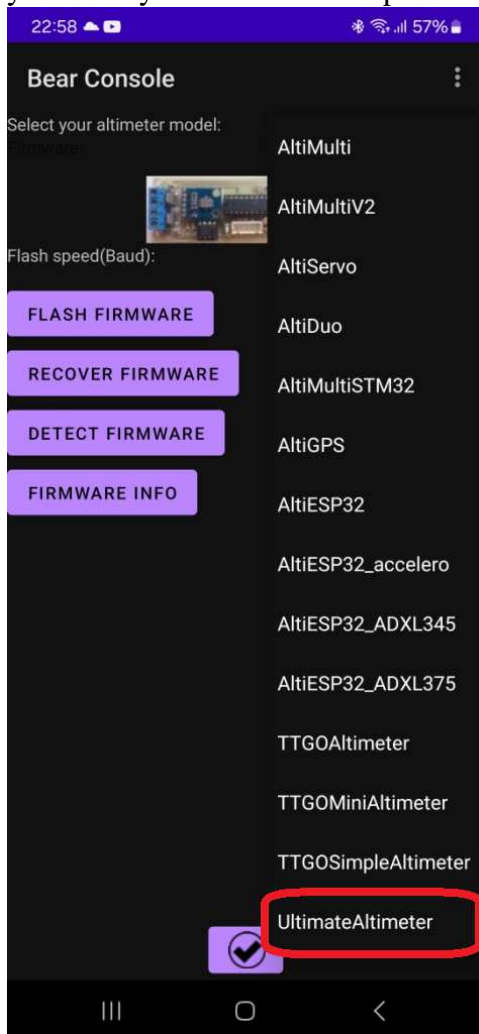 22:58 57%
Bear Console
Select your altimeter model:
Firmware:
AltiMulti
AltiMultiV2
Flash speed(Baud):
AltiServo
FLASH FIRMWARE
AltiDuo
RECOVER FIRMWARE
AltiMultiSTM32
DETECT FIRMWARE
AltiGPS
FIRMWARE INFO
AltiESP32
AltiESP32_accelero
AltiESP32_ADXL345
AltiESP32_ADXL375
TTGOAltimeter
TTGOMiniAltimeter
TTGOSimpleAltimeter
UltimateAltimeter